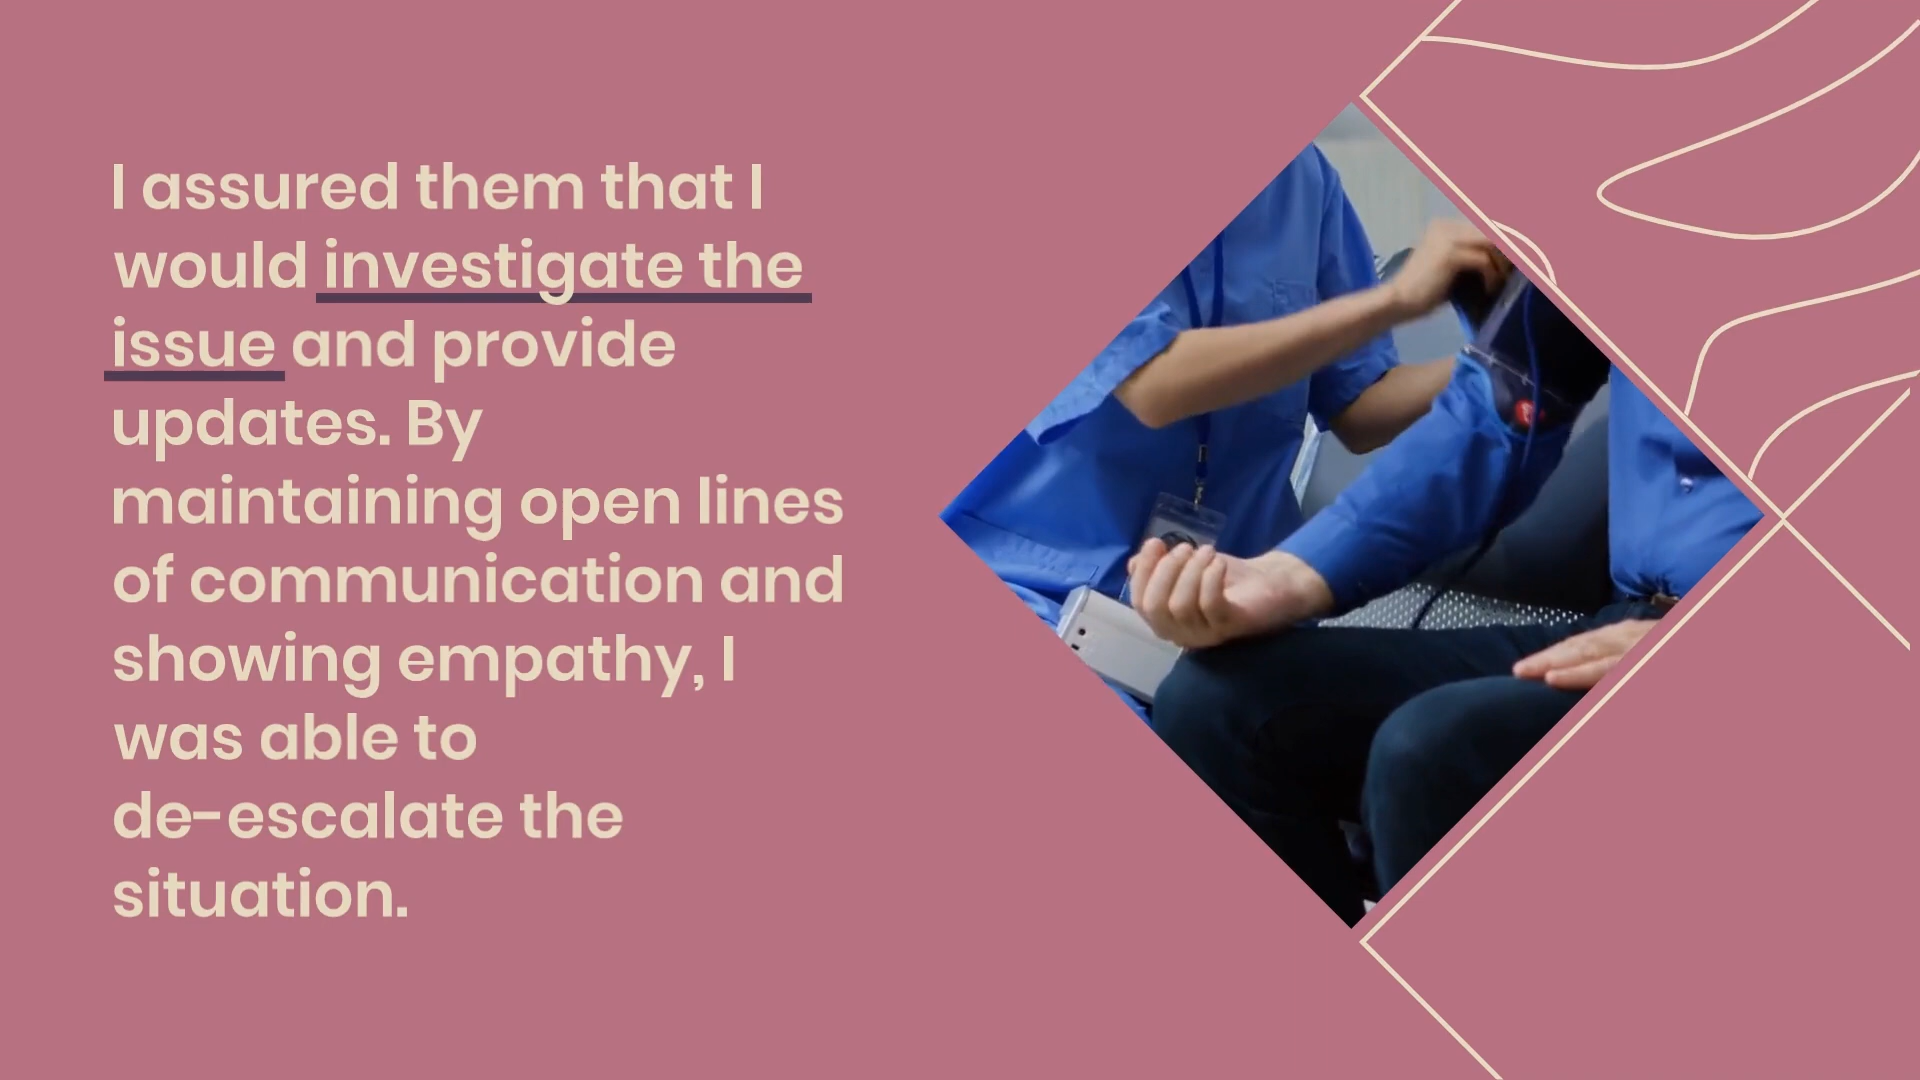 I assured them that I
would investigate the
issue and provide
updates. By
maintaining open lines
of communication and
showing empathy, I
was able to
de-escalate the
situation.